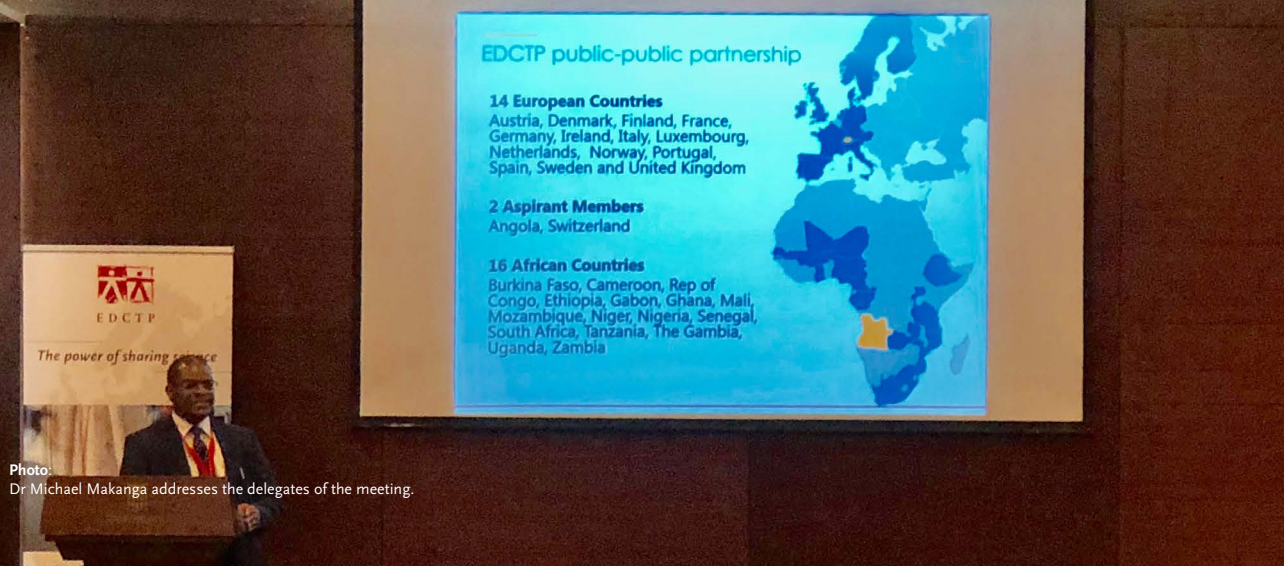 EDCTP public-public partnership
14 European Countries
Austria, Denmark, Finland, France,
Germany, Ireland, Italy, Luxembourg,
Netherlands, Norway, Portugal,
Spain, Sweden and United Kingdom
2 Aspirant Members
Angola, Switzerland
16 African Countries
Burkina Faso, Cameroon, Rep of
Congo, Ethiopia, Gabon, Ghana, Mali,
Mozambique, Niger, Nigeria, Senegal,
South Africa, Tanzania, The Gambia,
Uganda, Zambia
EDCTP
The power of sharing science
Photo:
Dr Michael Makanga addresses the delegates of the meeting.